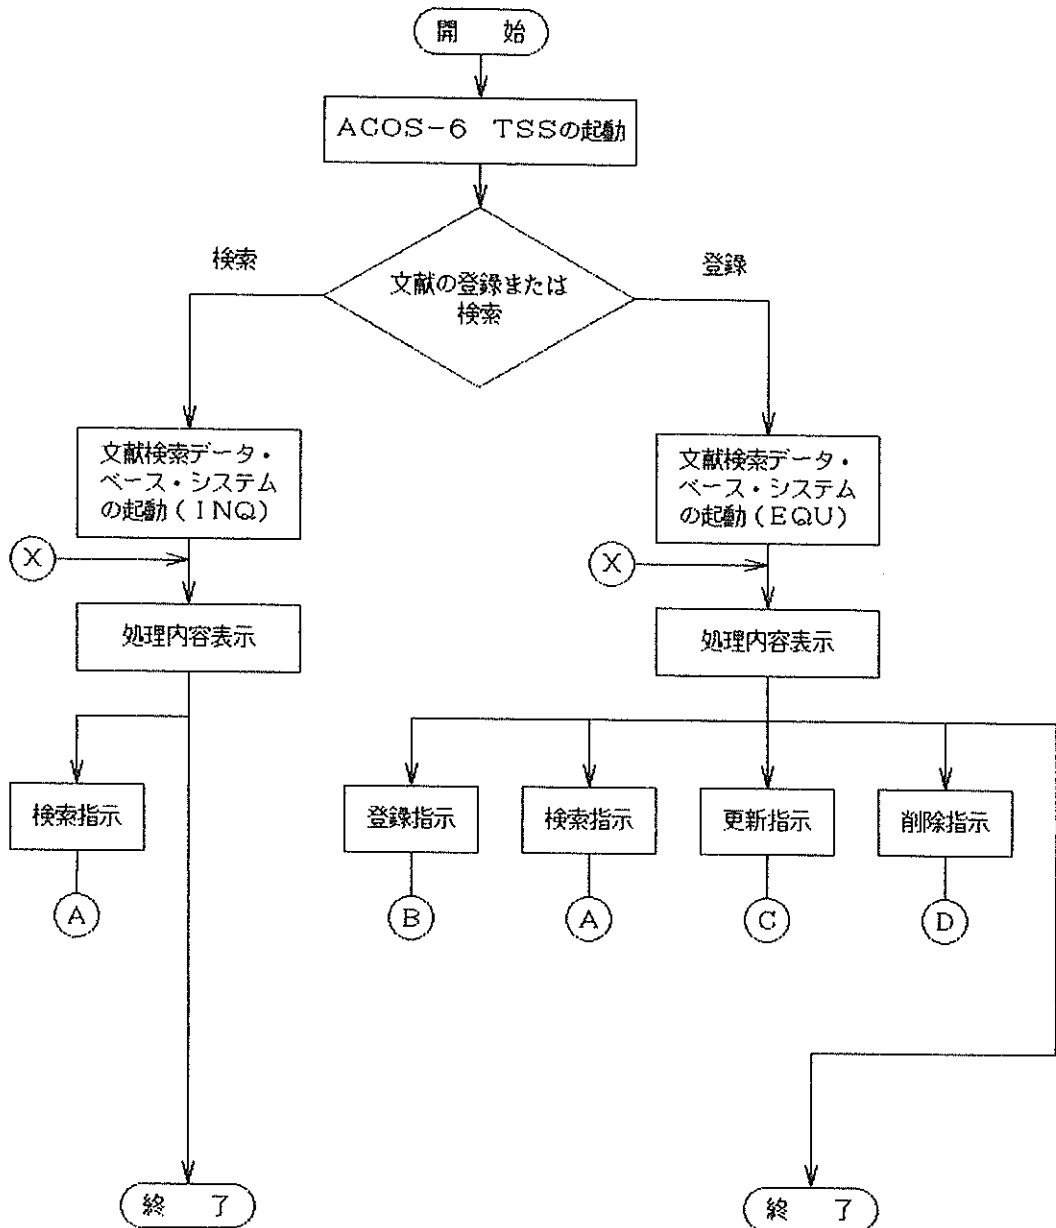 開 始
ACOS-6 TSSの起動
検索
登録
文献の登録または
検索
文献検索データ・
ベース・システム
の起動(INQ)
文献検索データ・
ベース・システム
の起動(EQU)
X
X
処理内容表示
処理内容表示
検索指示
登録指示
検索指示
更新指示
削除指示
A
B
A
C
D
終 了
終 了